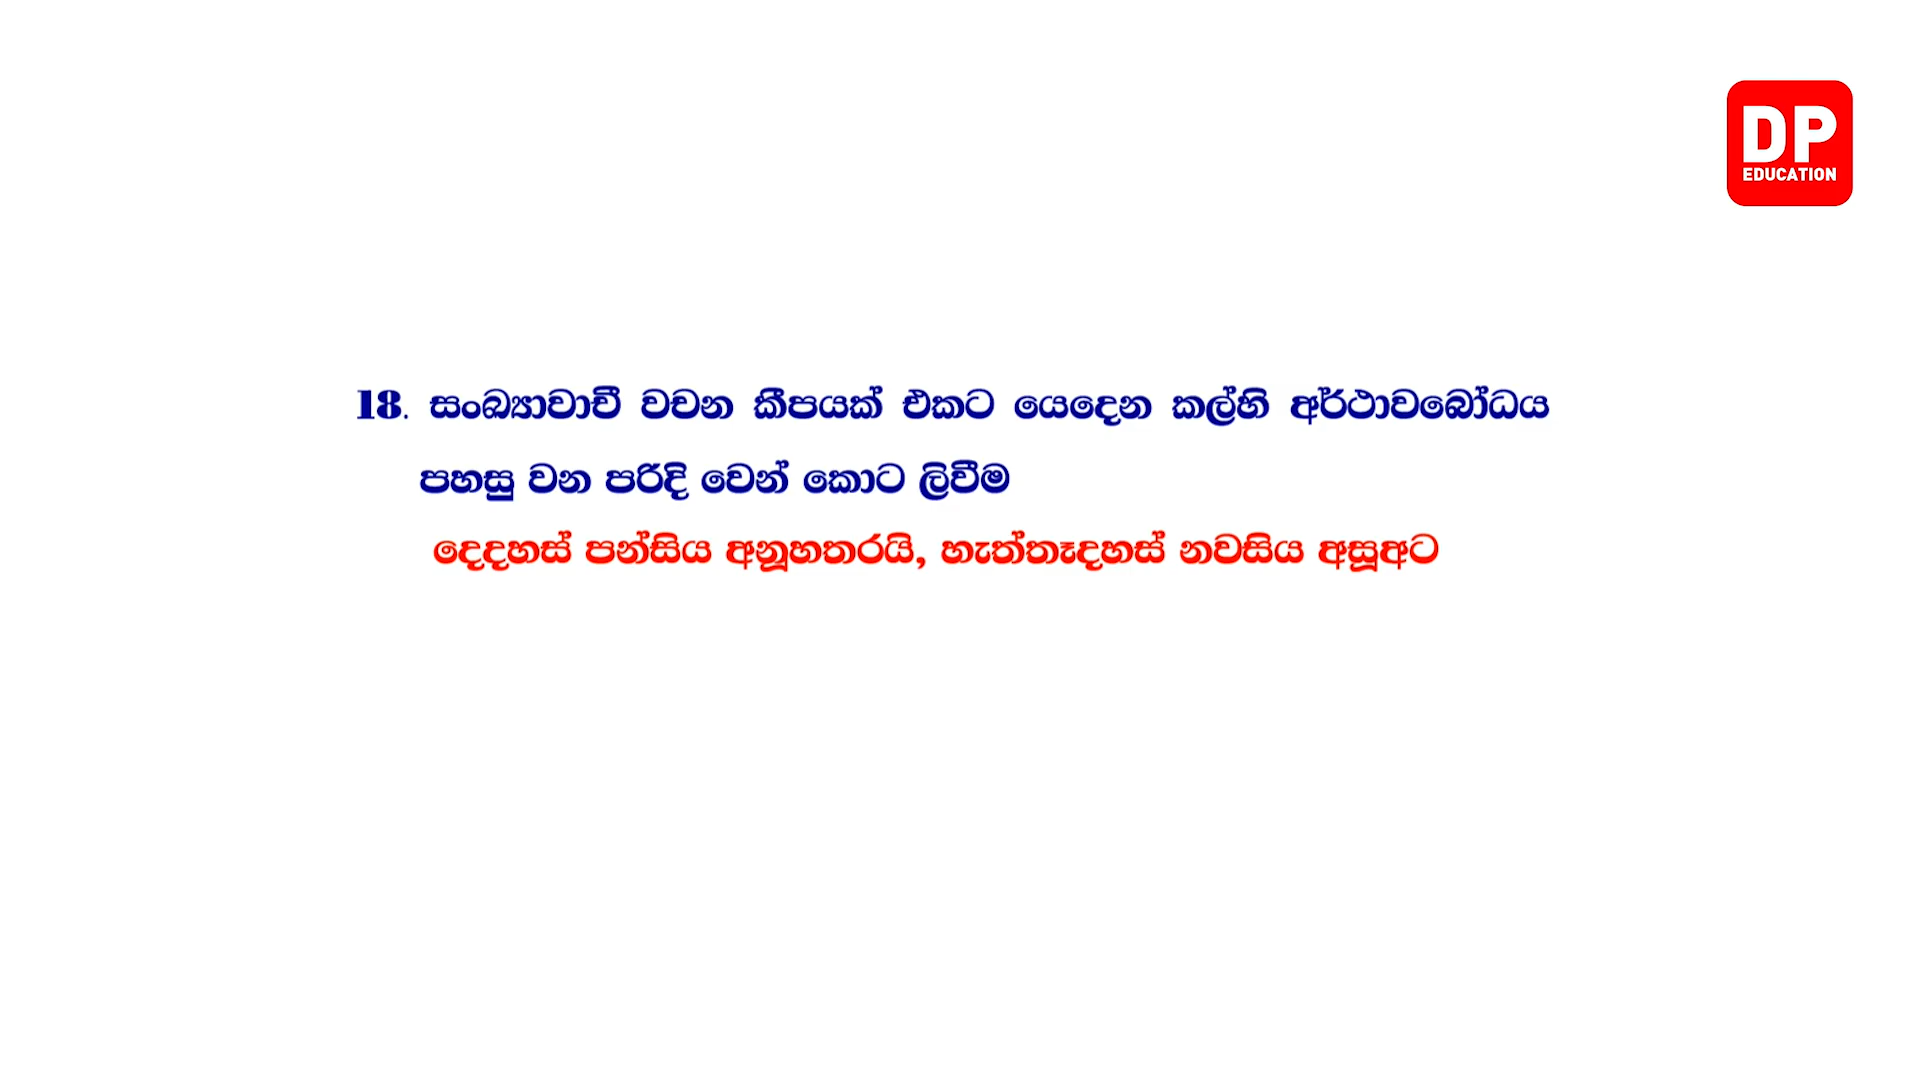 DP
EDUCATION
18. සංඛ්‍යාවාචී වචන කීපයක් එකට යෙදෙන කල්හි අර්ථාවබෝධය
පහසු වන පරිදි වෙන් කොට ලිවීම
දෙදහස් පන්සිය අනූහතරයි, හැත්තෑදහස් නවසිය අසූඅට